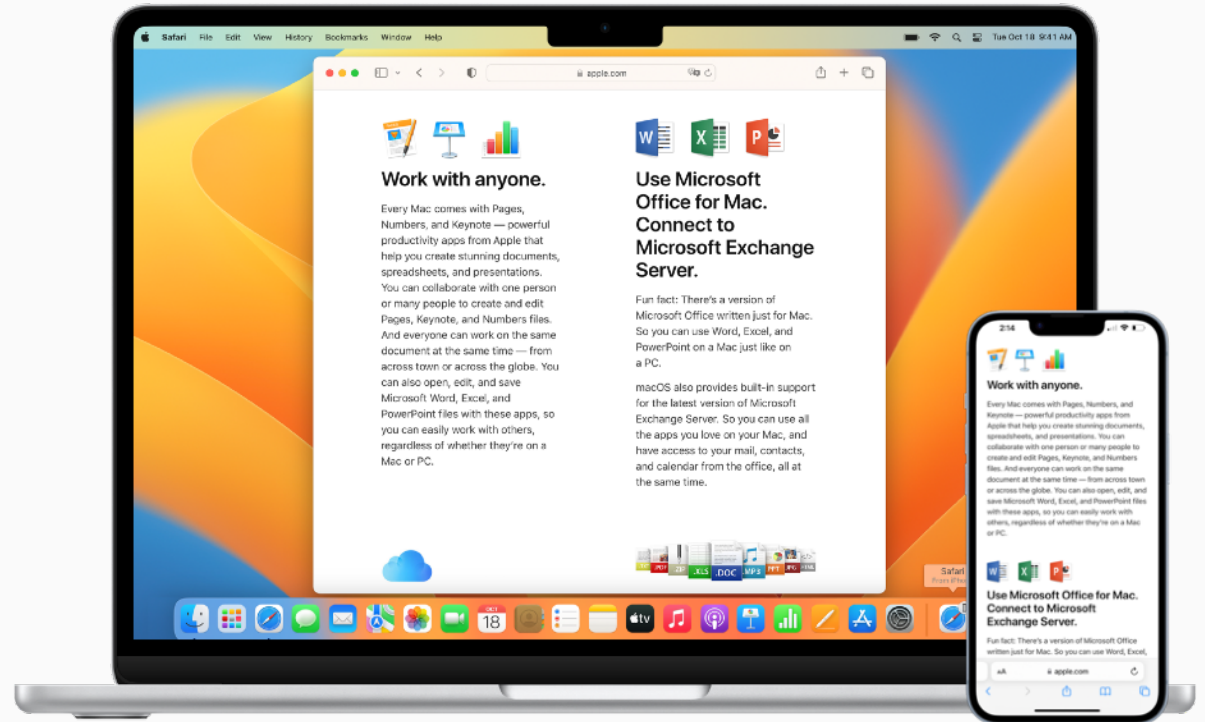 Safari File Edit View History Bookmarks Window Help
Tue Oct 18 9:41 AM
apple.com
Work with anyone.
Every Mac comes with Pages,
Numbers, and Keynote — powerful
productivity apps from Apple that
help you create stunning documents,
spreadsheets, and presentations.
You can collaborate with one person
or many people to create and edit
Pages, Keynote, and Numbers files.
And everyone can work on the same
document at the same time — from
across town or across the globe. You
can also open, edit, and save
Microsoft Word, Excel, and
PowerPoint files with these apps, so
you can easily work with others,
regardless of whether they're on a
Mac or PC.
W X P
Use Microsoft
Office for Mac.
Connect to
Microsoft Exchange
Server.
Fun fact: There's a version of
Microsoft Office written just for Mac.
So you can use Word, Excel, and
PowerPoint on a Mac just like on
a PC.
macOS also provides built-in support
for the latest version of Microsoft
Exchange Server. So you can use all
the apps you love on your Mac, and
have access to your mail, contacts,
and calendar from the office, all at
the same time.
.PDF ZIP .XLS .DOC .MP3 PPT JPG
Safari
OCT
18
tv
2:14
Work with anyone.
Every Mac comes with Pages, Numbers, and
Keynote — powerful productivity apps from
Apple that help you create stunning documents,
spreadsheets, and presentations. You can
collaborate with one person or many people to
create and edit Pages, Keynote, and Numbers
files. And everyone can work on the same
document at the same time — from across town
or across the globe. You can also open, edit, and
save Microsoft Word, Excel, and PowerPoint files
with these apps, so you can easily work with
others, regardless of whether they're on a Mac
or PC.
W X P
Use Microsoft Office for Mac.
Connect to Microsoft
Exchange Server.
Fun fact: There's a version of Microsoft Office
written just for Mac. So you can use Word, Excel,
AA apple.com